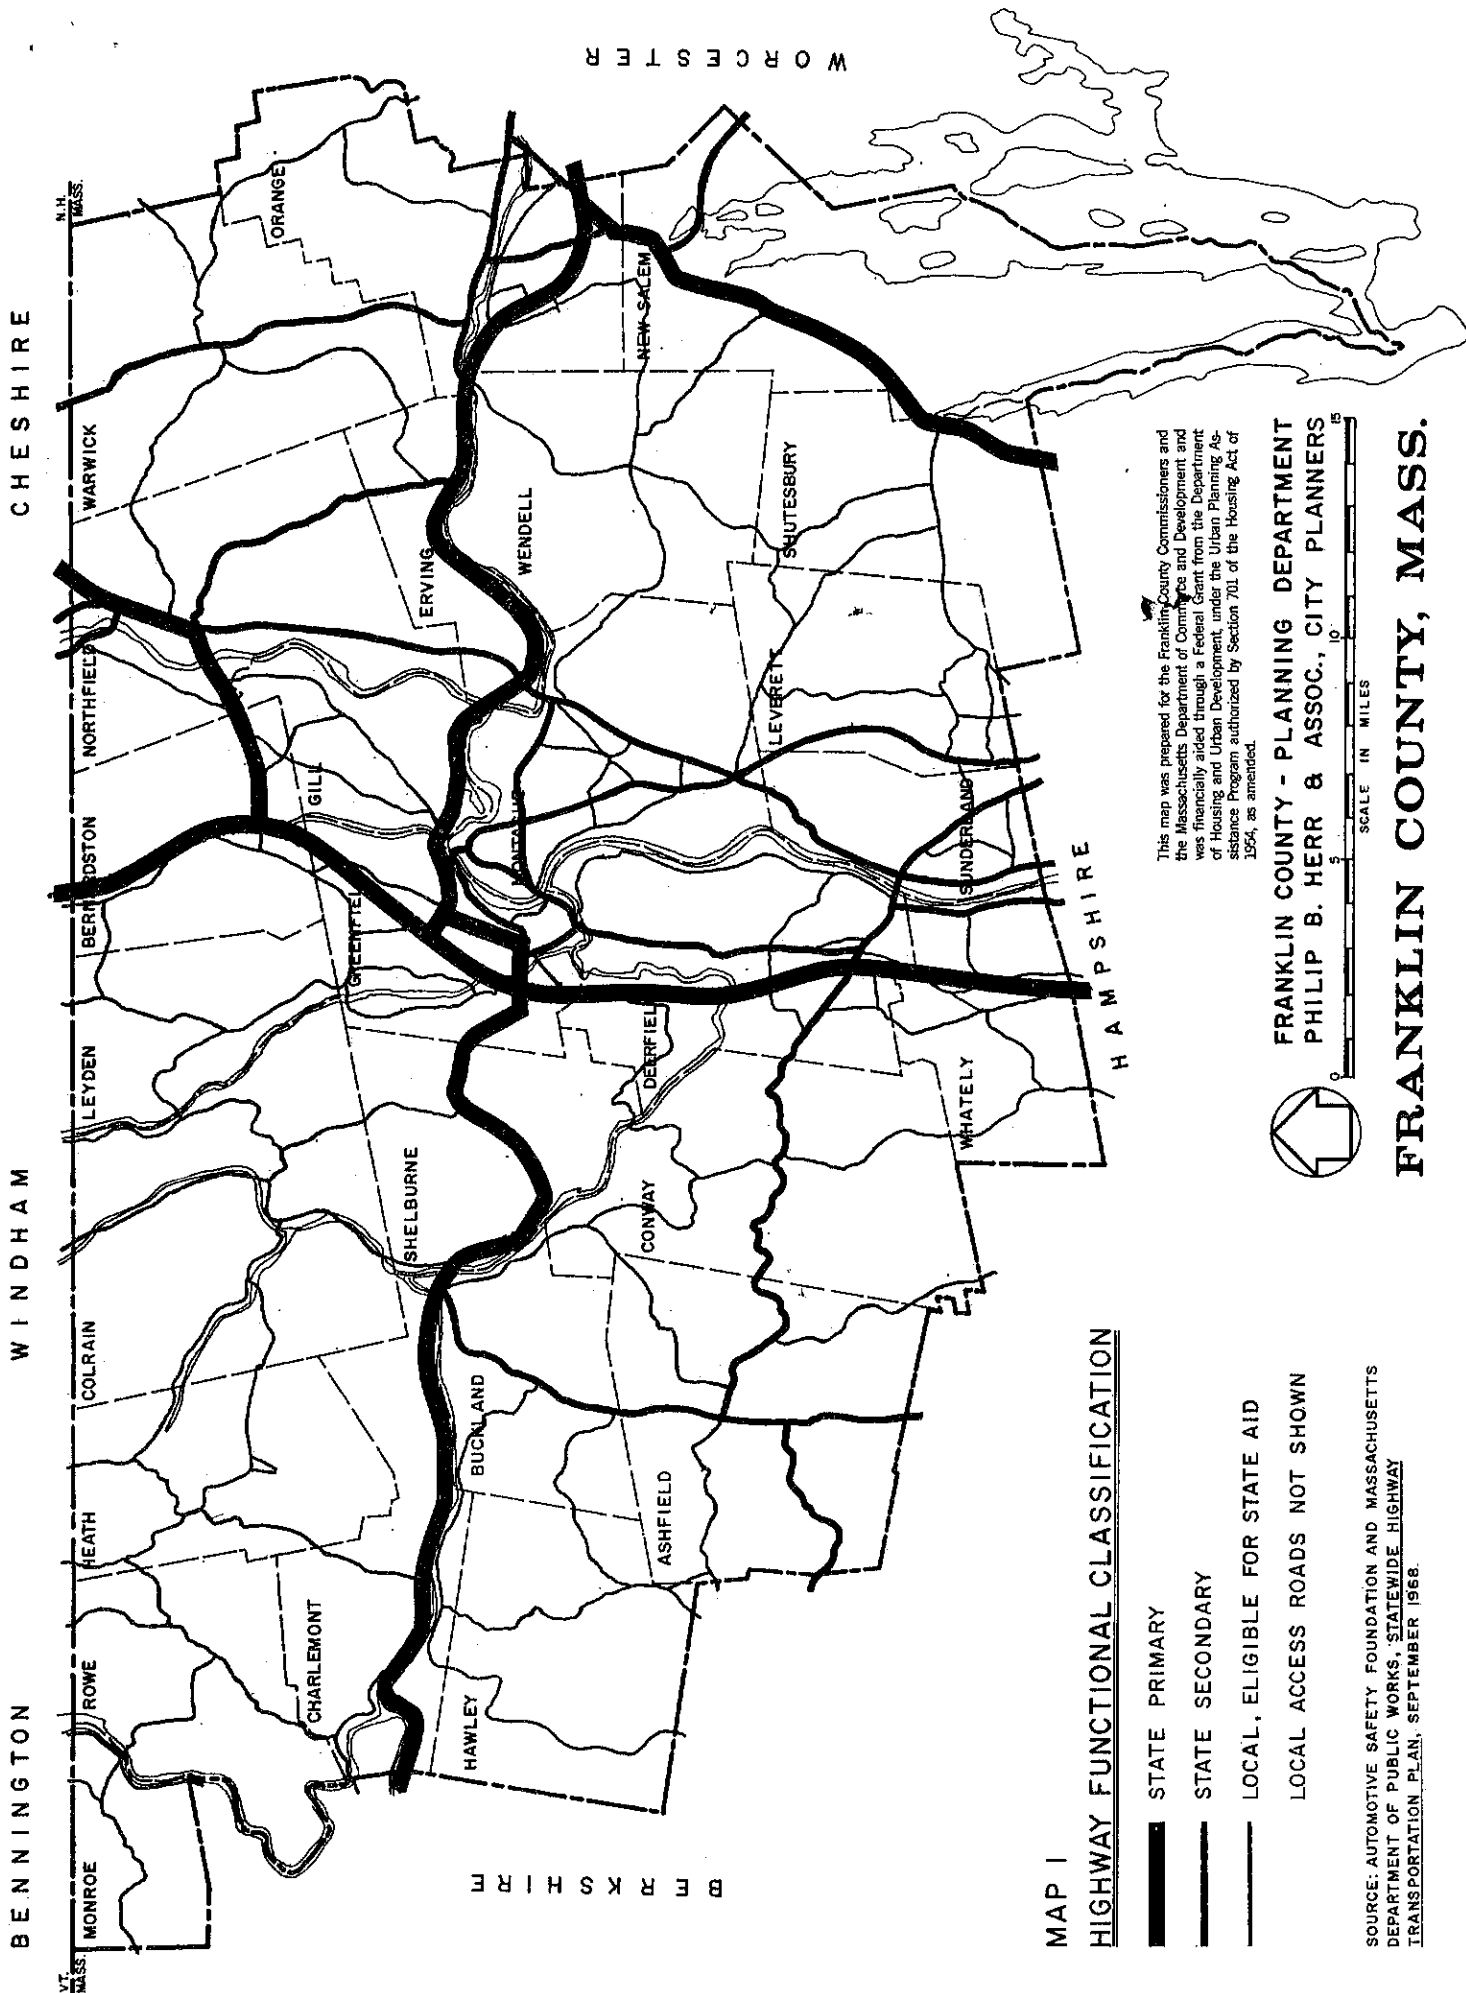 BENNINGTON
WINDHAM
CHESHIRE
VT.
MASS.
N.H.
MASS.
MONROE
ROWE
HEATH
COLRAIN
LEYDEN
BERNARDSTON
NORTHFIELD
WARWICK
ORANGE
CHARLEMONT
SHELBURNE
GREENFIELD
GILL
ERVING
HAWLEY
BUCKLAND
MONTAGUE
WENDELL
ASHFIELD
CONWAY
DEERFIELD
NEW SALEM
LEVERETT
SHUTESBURY
WHATELY
SUNDERLAND
BERKSHIRE
WORCESTER
HAMPSHIRE
MAP I
HIGHWAY FUNCTIONAL CLASSIFICATION
STATE PRIMARY
STATE SECONDARY
LOCAL, ELIGIBLE FOR STATE AID
LOCAL ACCESS ROADS NOT SHOWN
SOURCE: AUTOMOTIVE SAFETY FOUNDATION AND MASSACHUSETTS
DEPARTMENT OF PUBLIC WORKS, STATEWIDE HIGHWAY
TRANSPORTATION PLAN, SEPTEMBER 1968.
This map was prepared for the Franklin County Commissioners and
the Massachusetts Department of Commerce and Development and
was financially aided through a Federal Grant from the Department
of Housing and Urban Development, under the Urban Planning As-
sistance Program authorized by Section 701 of the Housing Act of
1954, as amended.
FRANKLIN COUNTY - PLANNING DEPARTMENT
PHILIP B. HERR & ASSOC., CITY PLANNERS
0 5 10 15
SCALE IN MILES
FRANKLIN COUNTY, MASS.